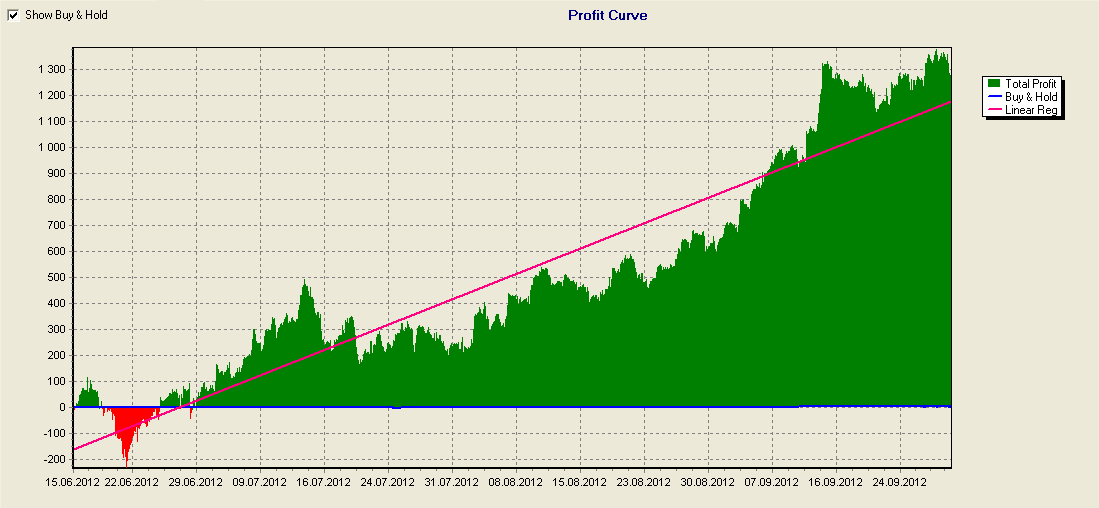 Show Buy & Hold
Profit Curve
1 300
1 200
1 100
1 000
900
800
700
600
500
400
300
200
100
0
-100
-200
Total Profit
Buy & Hold
Linear Reg
15.06.2012 22.06.2012 29.06.2012 09.07.2012 16.07.2012 24.07.2012 31.07.2012 08.08.2012 15.08.2012 23.08.2012 30.08.2012 07.09.2012 16.09.2012 24.09.2012